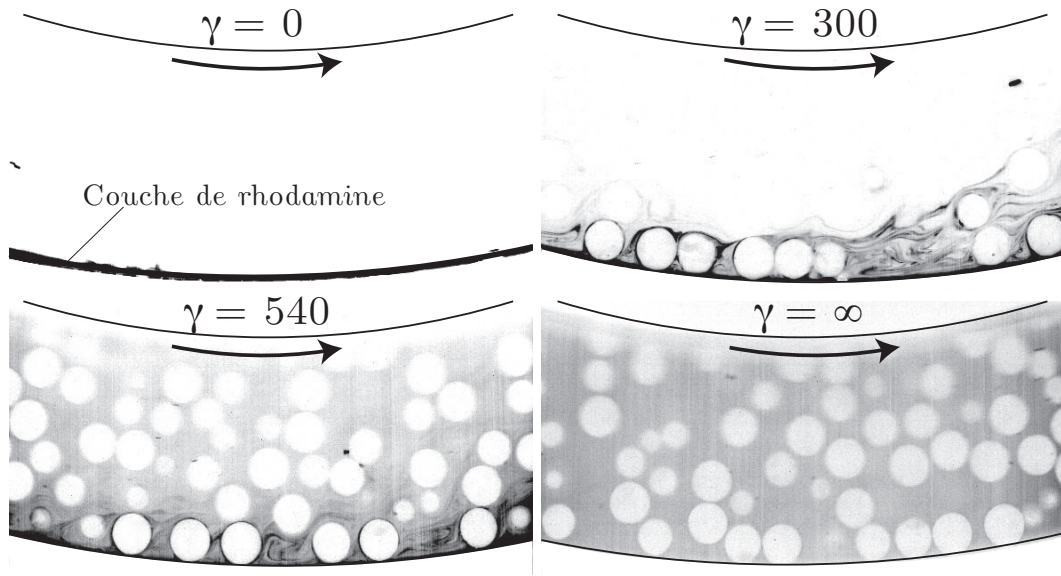 γ = 0
γ = 300
Couche de rhodamine
γ = 540
γ = ∞